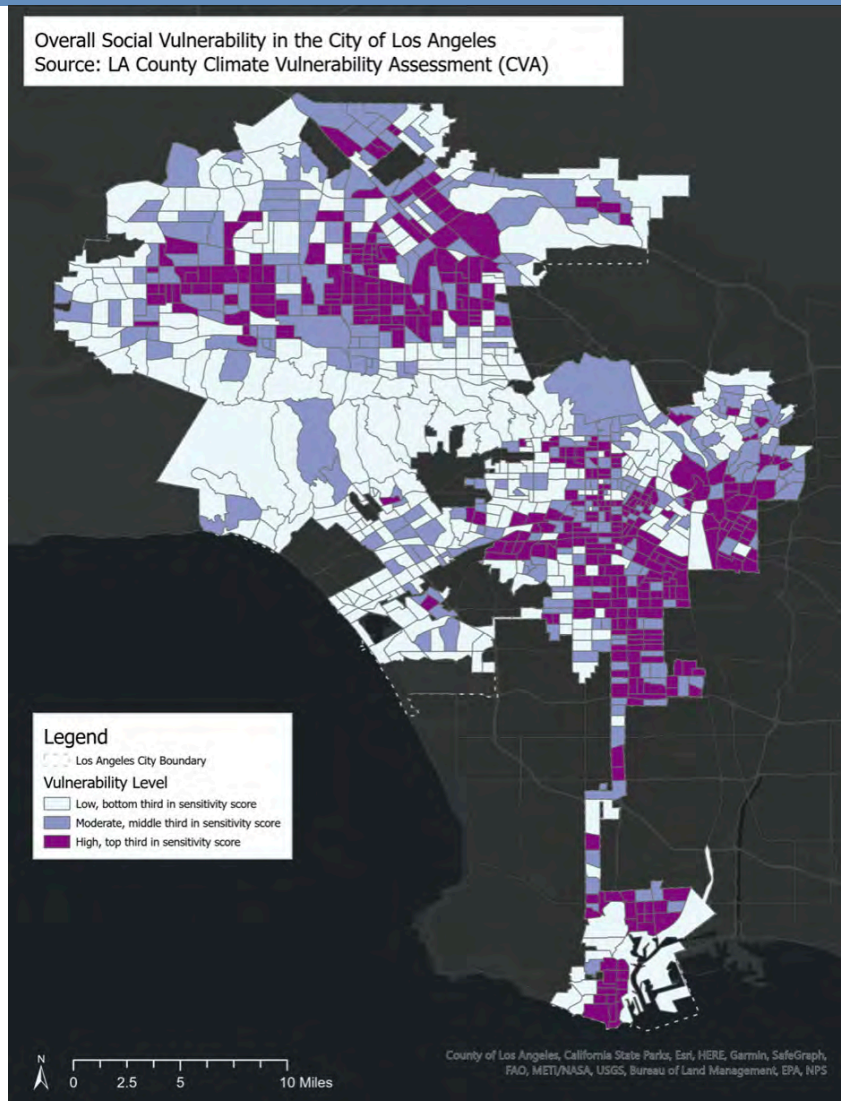 Overall Social Vulnerability in the City of Los Angeles
Source: LA County Climate Vulnerability Assessment (CVA)
Legend
Los Angeles City Boundary
Vulnerability Level
Low, bottom third in sensitivity score
Moderate, middle third in sensitivity score
High, top third in sensitivity score
N
0 2.5 5 10 Miles
County of Los Angeles, California State Parks, Esri, HERE, Garmin, SafeGraph,
FAO, METI/NASA, USGS, Bureau of Land Management, EPA, NPS